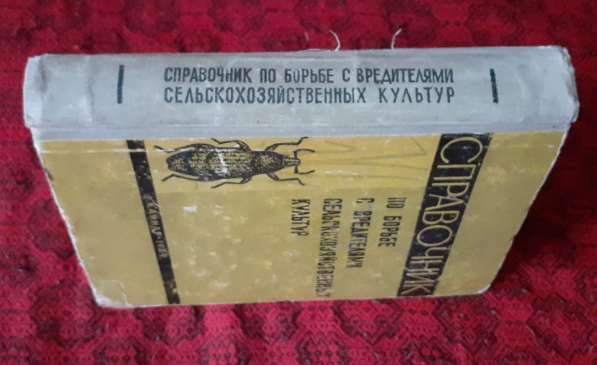 СПРАВОЧНИК ПО БОРЬБЕ С ВРЕДИТЕЛЯМИ
СЕЛЬСКОХОЗЯЙСТВЕННЫХ КУЛЬТУР
СПРАВОЧНИК
ПО БОРЬБЕ
С ВРЕДИТЕЛЯМИ
СЕЛЬСКОХОЗЯЙСТВЕННЫХ
КУЛЬТУР